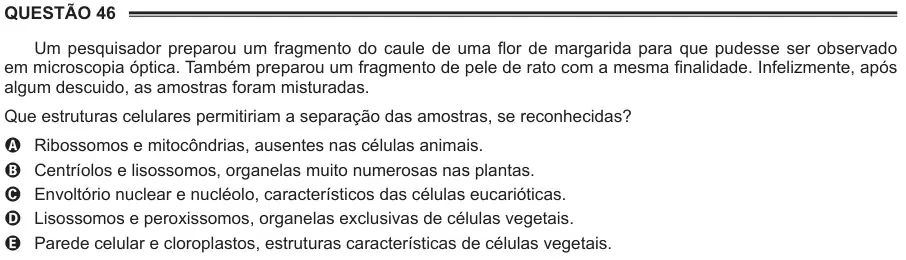 QUESTÃO 46
Um pesquisador preparou um fragmento do caule de uma flor de margarida para que pudesse ser observado
em microscopia óptica. Também preparou um fragmento de pele de rato com a mesma finalidade. Infelizmente, após
algum descuido, as amostras foram misturadas.
Que estruturas celulares permitiriam a separação das amostras, se reconhecidas?
A Ribossomos e mitocôndrias, ausentes nas células animais.
B Centríolos e lisossomos, organelas muito numerosas nas plantas.
C Envoltório nuclear e nucléolo, característicos das células eucarióticas.
D Lisossomos e peroxissomos, organelas exclusivas de células vegetais.
E Parede celular e cloroplastos, estruturas características de células vegetais.